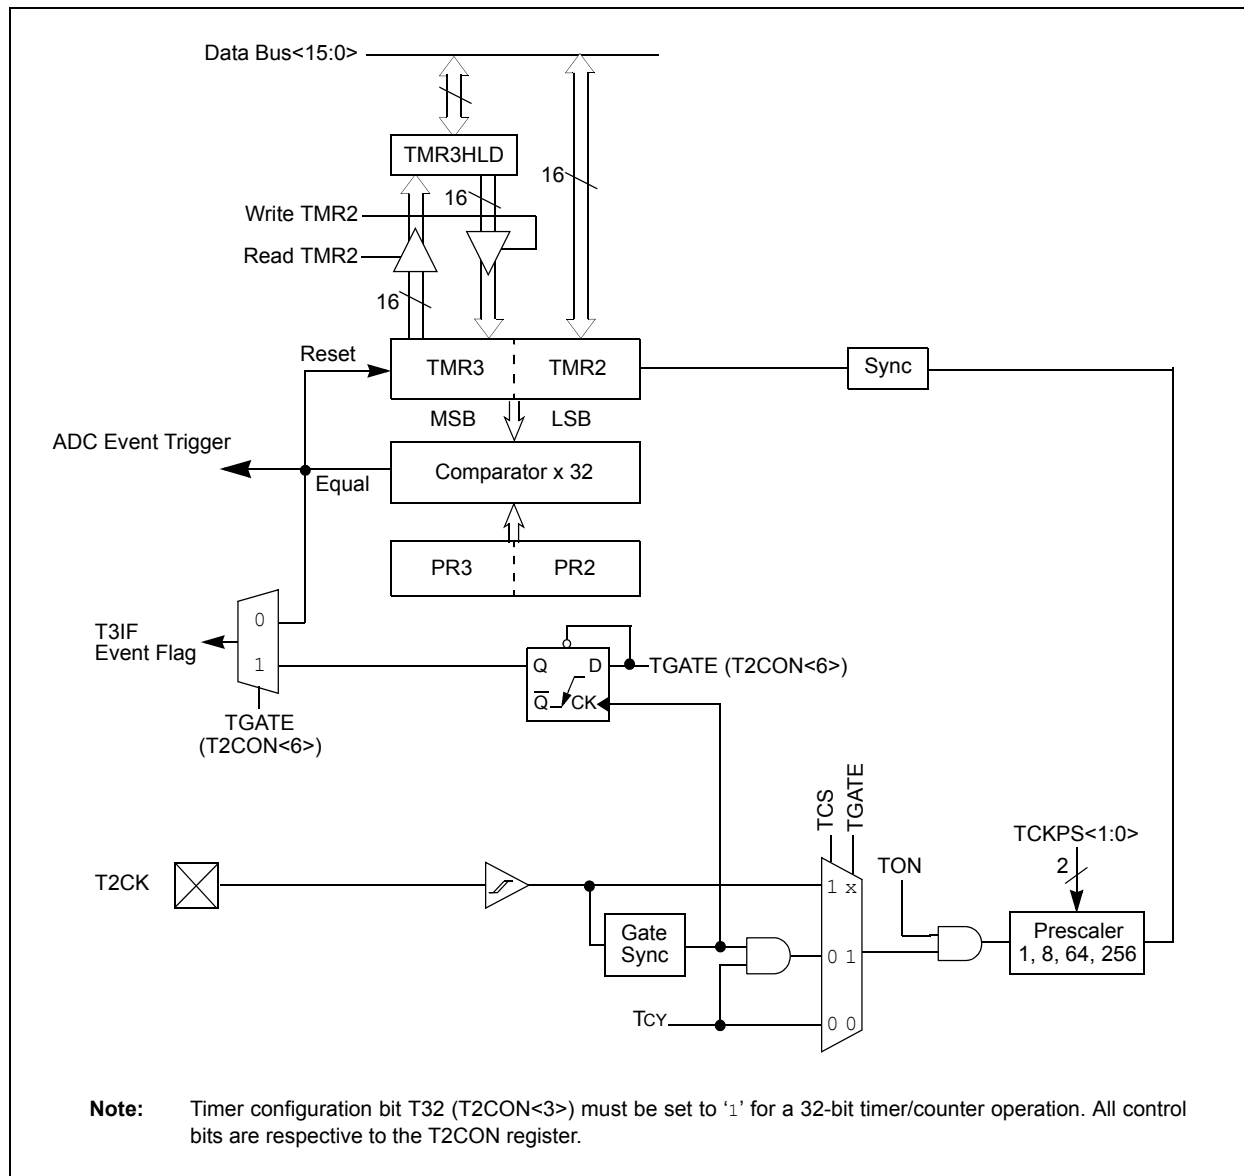 Data Bus<15:0>
TMR3HLD
16
16
Write TMR2
Read TMR2
16
Reset
TMR3
TMR2
Sync
MSB
LSB
ADC Event Trigger
Equal
Comparator x 32
PR3
PR2
0
T3IF
Event Flag
1
Q
D
TGATE (T2CON<6>)
Q
CK
TGATE
(T2CON<6>)
TCS
TGATE
TCKPS<1:0>
2
TON
T2CK
1 x
Gate
Sync
0 1
Prescaler
1, 8, 64, 256
TCY
0 0
Note: Timer configuration bit T32 (T2CON<3>) must be set to ‘1’ for a 32-bit timer/counter operation. All control
bits are respective to the T2CON register.